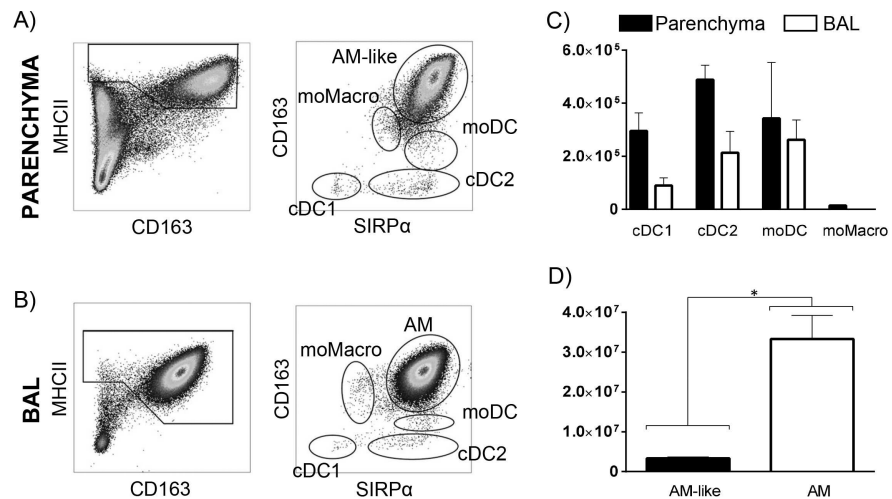 A)
PARENCHYMA
MHCII
CD163
CD163
AM-like
moMacro
moDC
cDC2
cDC1
SIRPα
B)
BAL
MHCII
CD163
CD163
AM
moMacro
moDC
cDC2
cDC1
SIRPα
C)
Parenchyma
BAL
6.0×10⁵
4.0×10⁵
2.0×10⁵
0
cDC1
cDC2
moDC
moMacro
D)
*
4.0×10⁷
3.0×10⁷
2.0×10⁷
1.0×10⁷
0
AM-like
AM